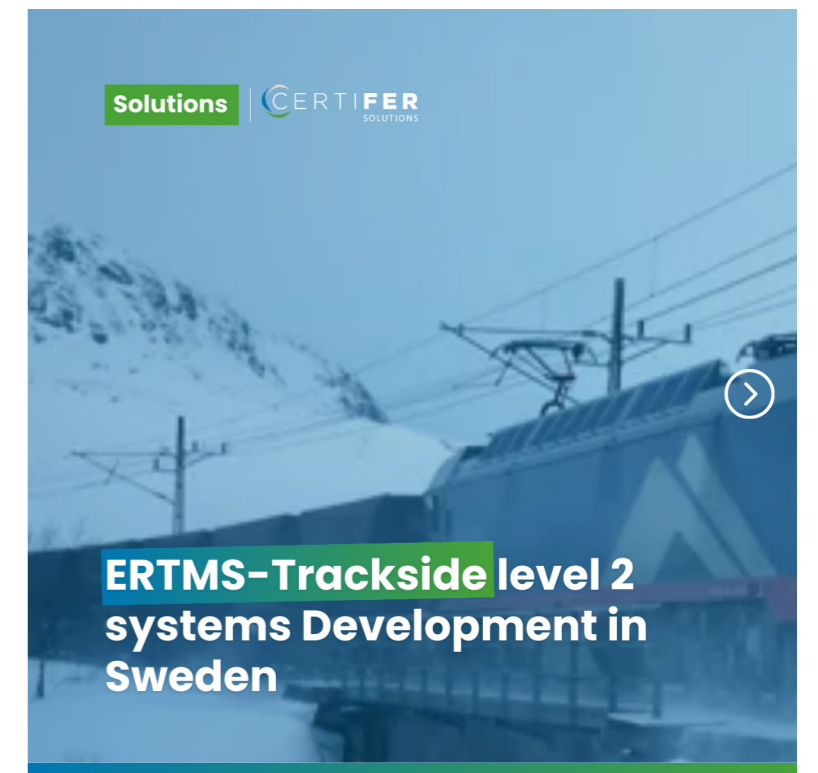 Solutions
CERTIFER
SOLUTIONS
ERTMS-Trackside level 2
systems Development in
Sweden